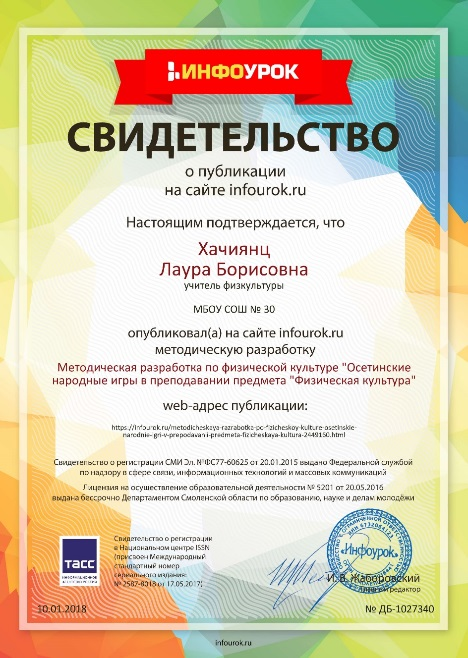 ИНФОУРОК
СВИДЕТЕЛЬСТВО
о публикации
на сайте infourok.ru
Настоящим подтверждается, что
Хачиянц
Лаура Борисовна
учитель физкультуры
МБОУ СОШ № 30
опубликовал(а) на сайте infourok.ru
методическую разработку
Методическая разработка по физической культуре "Осетинские
народные игры в преподавании предмета "Физическая культура"
web-адрес публикации:
https://infourok.ru/metodicheskaya-razrabotka-po-fizicheskoy-kulture-osetinskie-
narodnie-igri-v-prepodavanii-predmeta-fizicheskaya-kultura-2449150.html
Свидетельство о регистрации СМИ Эл. №ФС77-60625 от 20.01.2015 выдано Федеральной службой
по надзору в сфере связи, информационных технологий и массовых коммуникаций
Лицензия на осуществление образовательной деятельности № 5201 от 20.05.2016
выдана бессрочно Департаментом Смоленской области по образованию, науке и делам молодёжи
ТАСС
ИНФОРМАЦИОННОЕ
Свидетельство о регистрации
в Национальном центре ISSN
(присвоен Международный
стандартный номер
сериального издания:
№ 2587-8018 от 17.05.2017)
«Инфоурок»
И. В. Жаборовский
главный редактор
10.01.2018
№ ДБ-1027340
infourok.ru